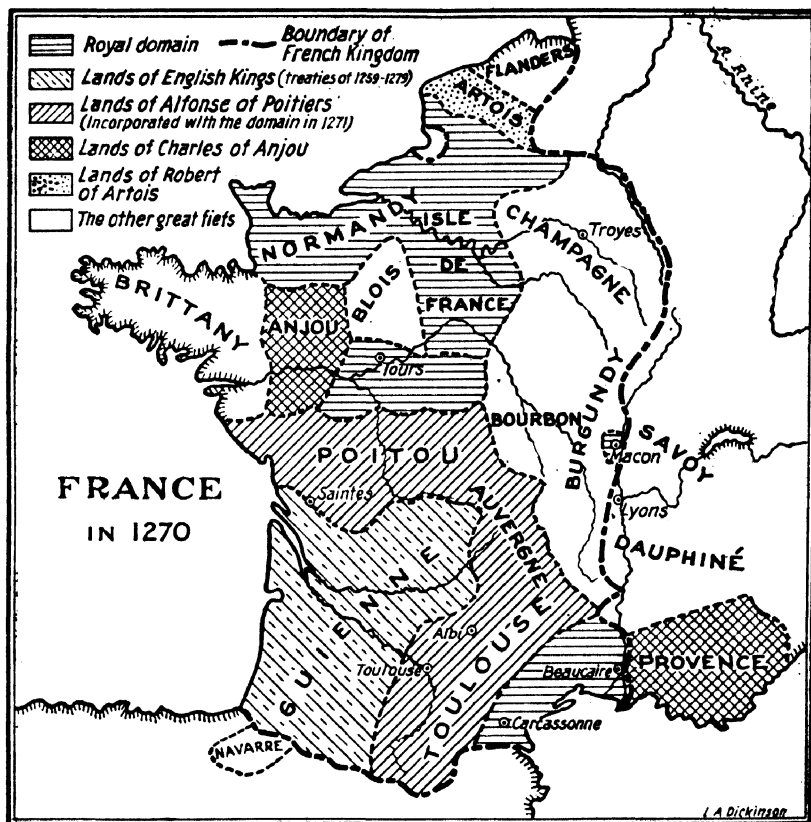 Royal domain
Boundary of
French Kingdom
Lands of English Kings (treaties of 1259-1279)
Lands of Alfonse of Poitiers
(Incorporated with the domain in 1271)
Lands of Charles of Anjou
Lands of Robert
of Artois
The other great fiefs
FLANDERS
ARTOIS
R. Rhine
NORMANDY
ISLE
DE
FRANCE
CHAMPAGNE
Troyes
BRITTANY
ANJOU
BLOIS
Tours
BOURBON
BURGUNDY
SAVOY
Macon
POITOU
FRANCE
IN 1270
Saintes
AUVERGNE
Lyons
DAUPHINÉ
GUIENNE
Albi
TOULOUSE
Toulouse
Beaucaire
PROVENCE
Carcassonne
NAVARRE
L A Dickinson